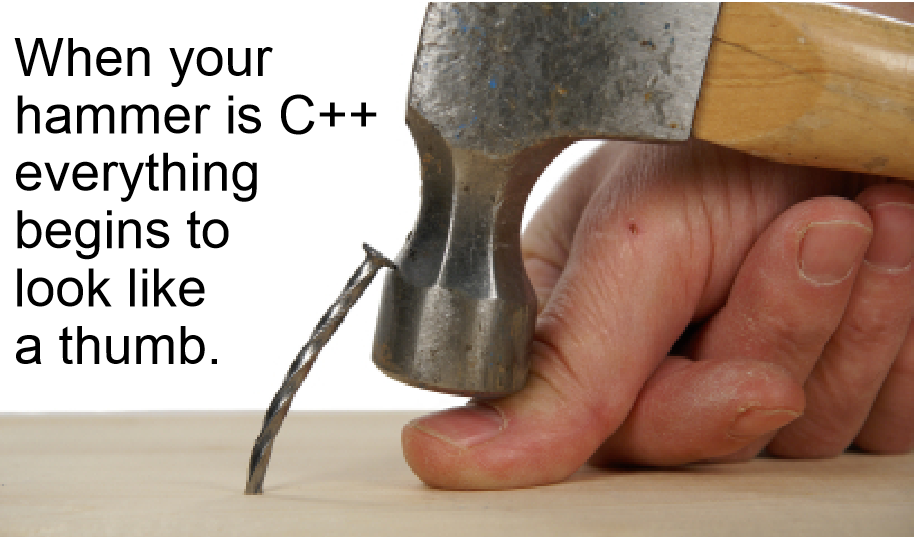 When your
hammer is C++
everything
begins to
look like
a thumb.